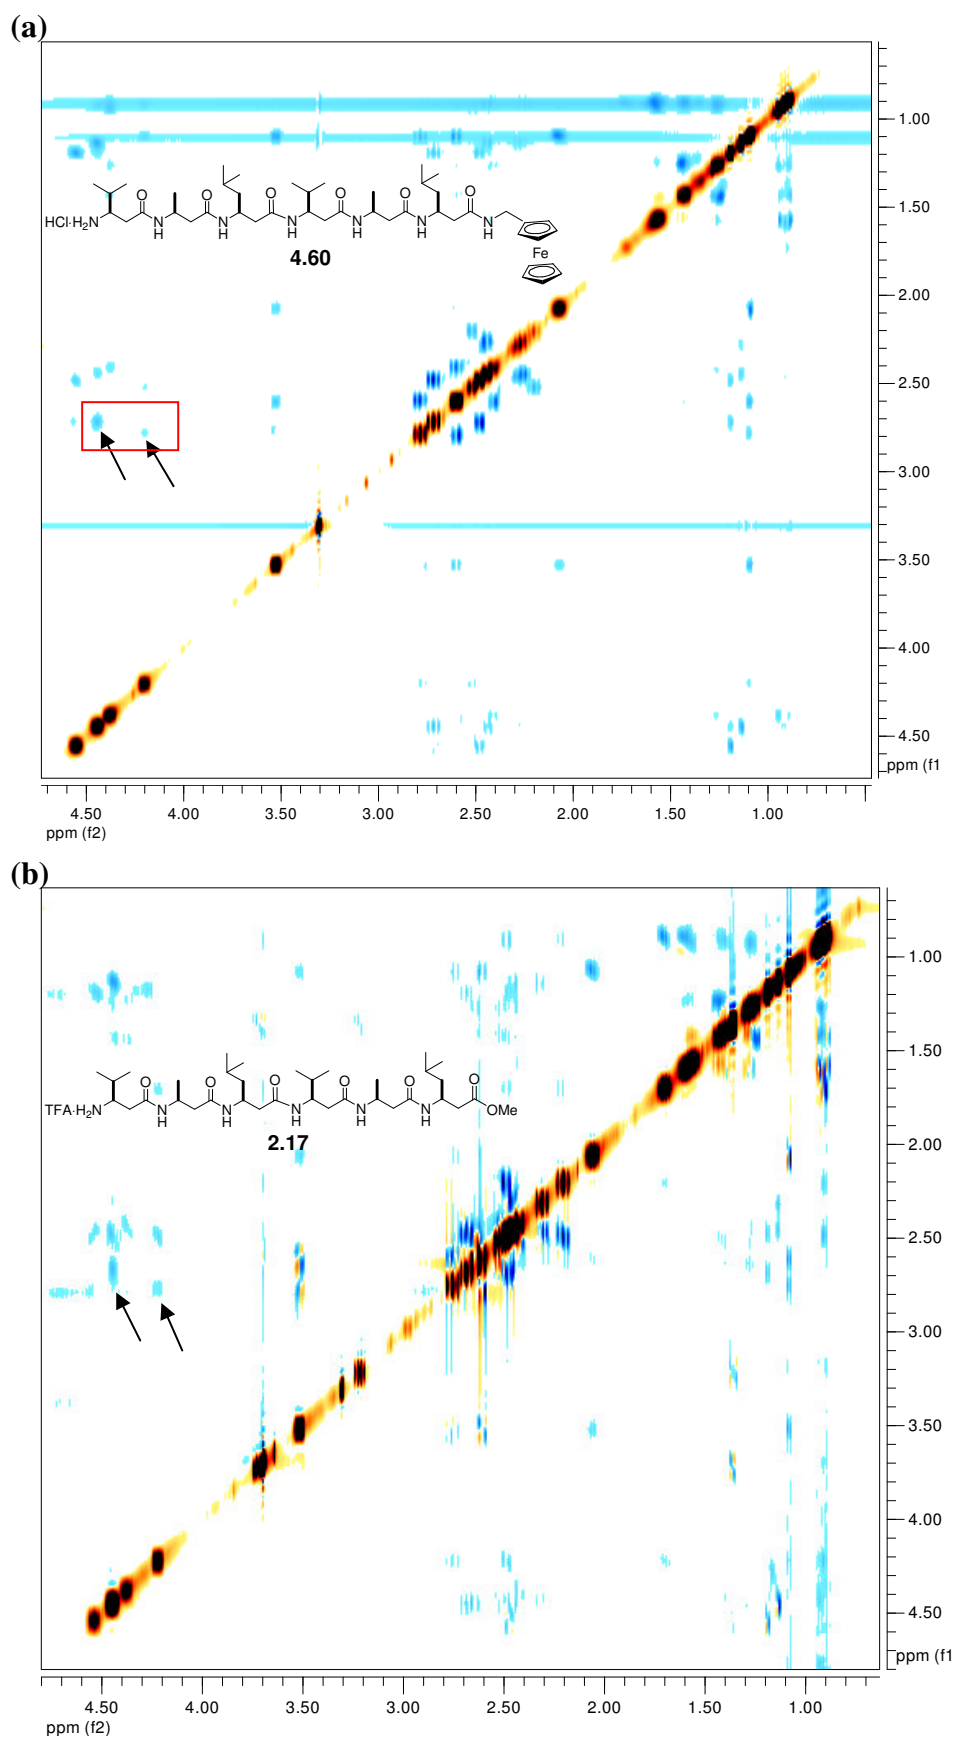 (a)
1.00
1.50
2.00
2.50
3.00
3.50
4.00
4.50
ppm (f1
HCl·H₂N
O
N
H
O
N
H
O
N
H
O
N
H
O
N
H
O
N
H
Fe
4.60
4.50 4.00 3.50 3.00 2.50 2.00 1.50 1.00
ppm (f2)
(b)
1.00
1.50
2.00
2.50
3.00
3.50
4.00
4.50
ppm (f1
TFA·H₂N
O
N
H
O
N
H
O
N
H
O
N
H
O
N
H
O
OMe
2.17
4.50 4.00 3.50 3.00 2.50 2.00 1.50 1.00
ppm (f2)